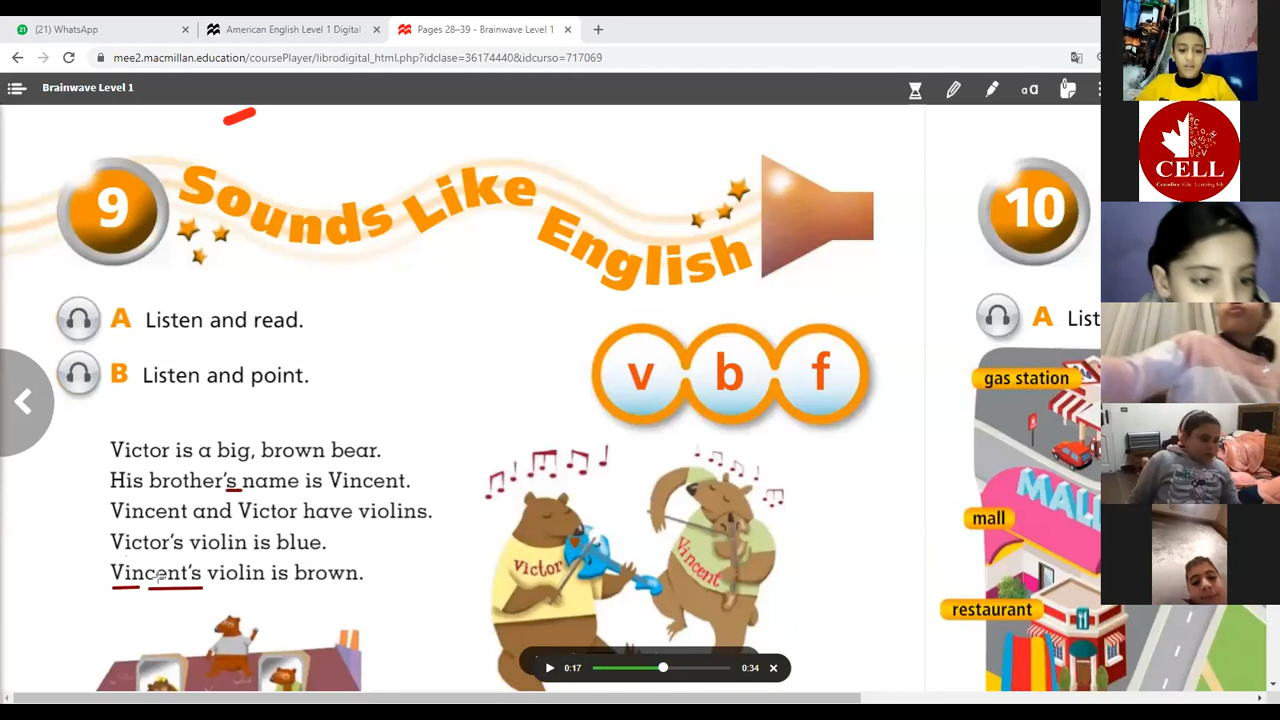 (21) WhatsApp
American English Level 1 Digital
Pages 28–39 - Brainwave Level 1
mee2.macmillan.education/coursePlayer/librodigital_html.php?idclase=36174440&idcurso=717069
Brainwave Level 1
9
Sounds Like
English
A Listen and read.
B Listen and point.
v b f
Victor is a big, brown bear.
His brother's name is Vincent.
Vincent and Victor have violins.
Victor's violin is blue.
Vincent's violin is brown.
Victor
Vincent
0:17
0:34
10
A List
gas station
MALL
mall
restaurant
CELL